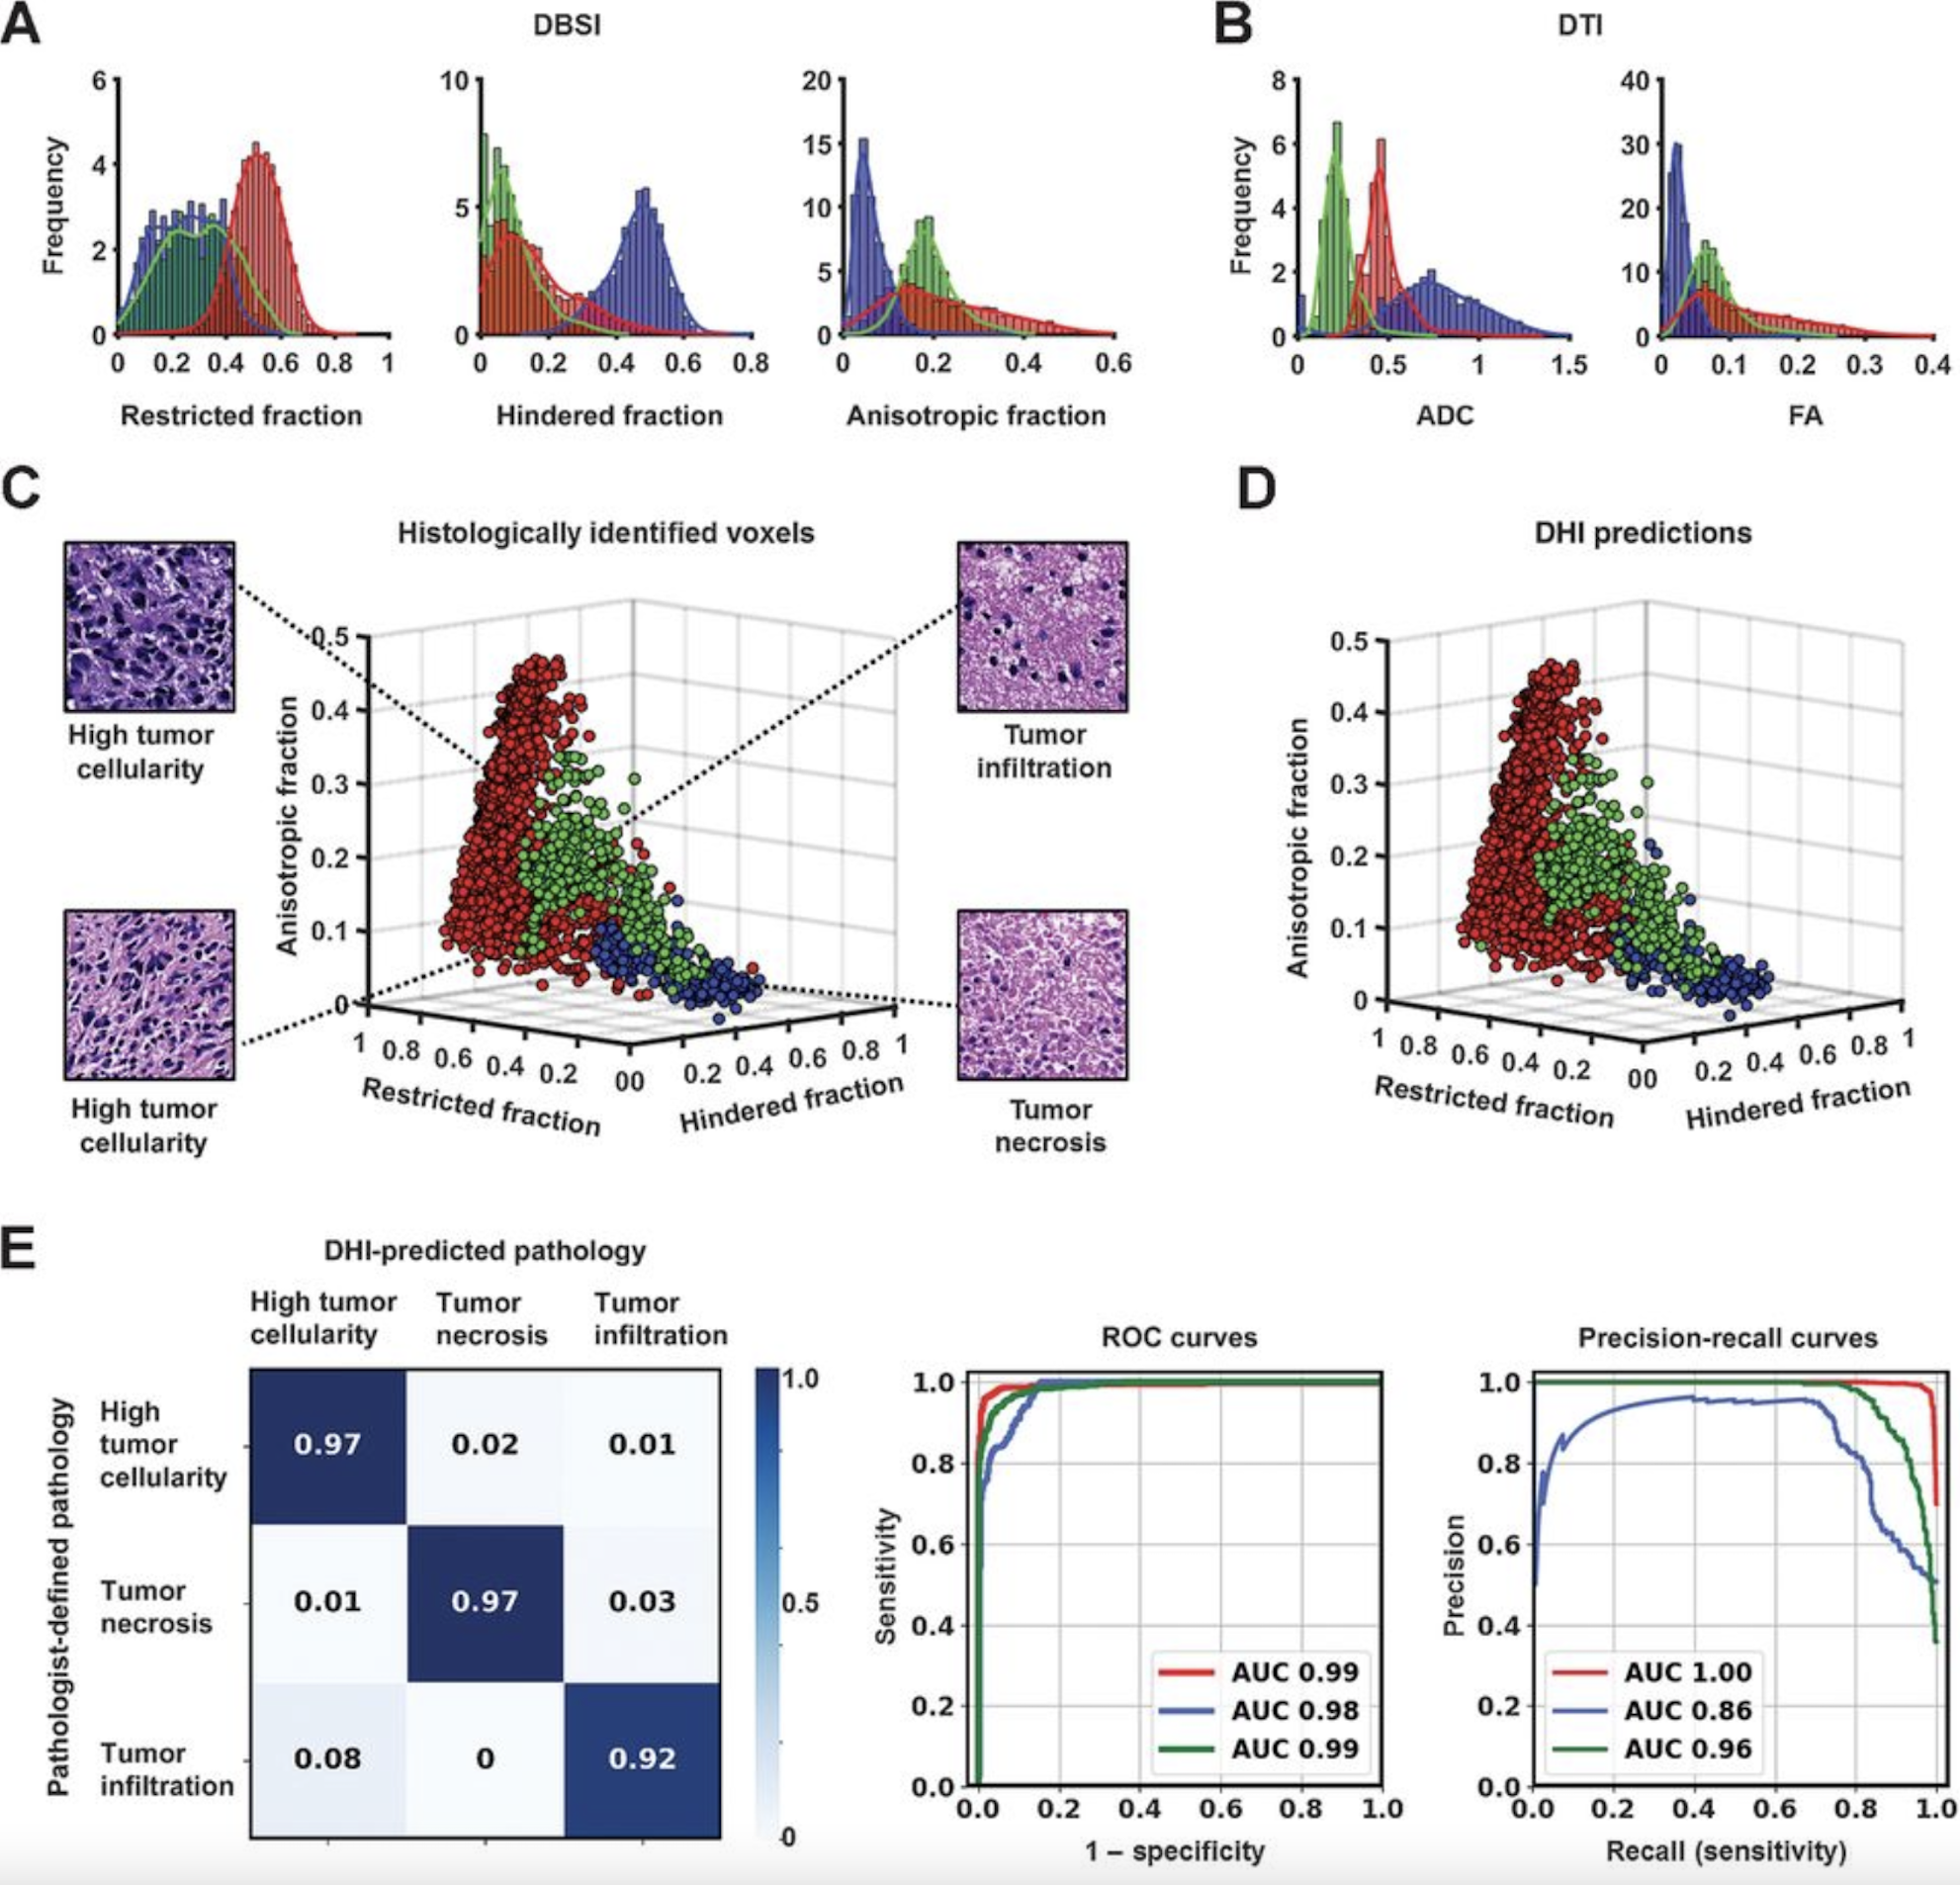 A
DBSI
B
DTI
6
4
2
0
Frequency
0 0.2 0.4 0.6 0.8 1
Restricted fraction
10
5
0
0 0.2 0.4 0.6 0.8
Hindered fraction
20
15
10
5
0
0 0.2 0.4 0.6
Anisotropic fraction
8
6
4
2
0
Frequency
0 0.5 1 1.5
ADC
40
30
20
10
0
0 0.1 0.2 0.3 0.4
FA
C
Histologically identified voxels
High tumor
cellularity
High tumor
cellularity
Tumor
infiltration
Tumor
necrosis
0.5
0.4
0.3
0.2
0.1
0
Anisotropic fraction
1 0.8 0.6 0.4 0.2 0
Restricted fraction
0 0.2 0.4 0.6 0.8 1
Hindered fraction
D
DHI predictions
0.5
0.4
0.3
0.2
0.1
0
Anisotropic fraction
1 0.8 0.6 0.4 0.2 0
Restricted fraction
0 0.2 0.4 0.6 0.8 1
Hindered fraction
E
DHI-predicted pathology
High tumor
cellularity
Tumor
necrosis
Tumor
infiltration
Pathologist-defined pathology
High
tumor
cellularity
0.97 0.02 0.01
Tumor
necrosis
0.01 0.97 0.03
Tumor
infiltration
0.08 0 0.92
1.0
0.5
0
ROC curves
1.0
0.8
0.6
0.4
0.2
0.0
Sensitivity
AUC 0.99
AUC 0.98
AUC 0.99
0.0 0.2 0.4 0.6 0.8 1.0
1 – specificity
Precision-recall curves
1.0
0.8
0.6
0.4
0.2
0.0
Precision
AUC 1.00
AUC 0.86
AUC 0.96
0.0 0.2 0.4 0.6 0.8 1.0
Recall (sensitivity)